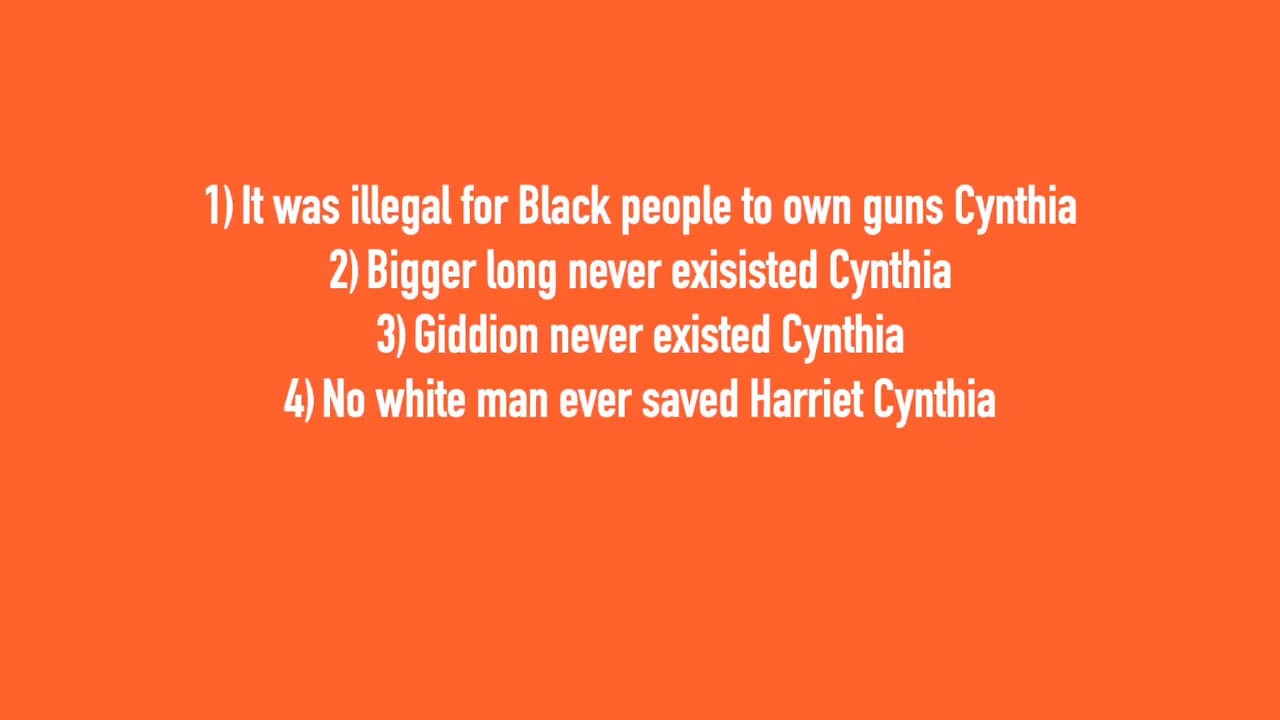 1) It was illegal for Black people to own guns Cynthia
2) Bigger long never exisisted Cynthia
3) Giddion never existed Cynthia
4) No white man ever saved Harriet Cynthia